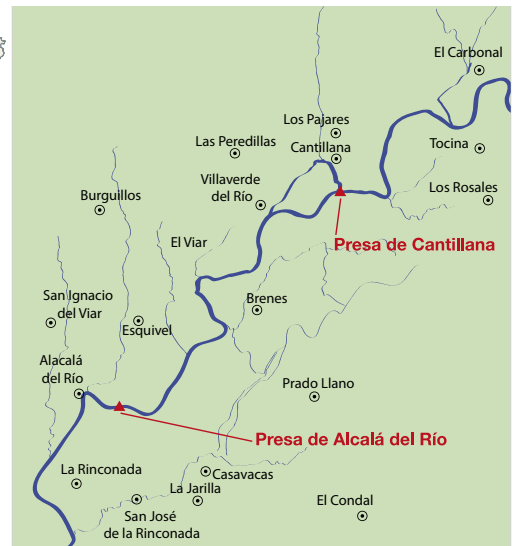 El Carbonal
Los Pajares
Cantillana
Las Peredillas
Tocina
Villaverde
del Río
Los Rosales
Burguillos
Presa de Cantillana
El Viar
San Ignacio
del Viar
Brenes
Esquivel
Alacalá
del Río
Prado Llano
Presa de Alcalá del Río
La Rinconada
Casavacas
La Jarilla
San José
de la Rinconada
El Condal